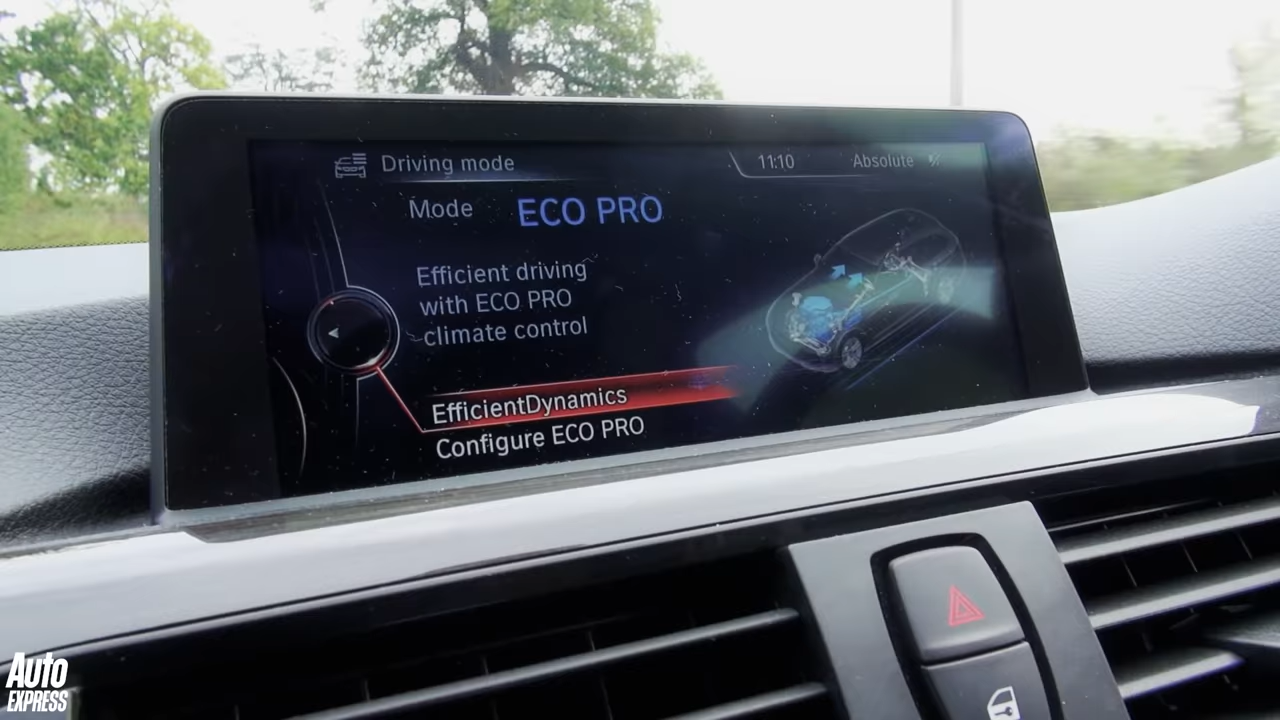 Driving mode
11:10
Absolute
Mode ECO PRO
Efficient driving
with ECO PRO
climate control
EfficientDynamics
Configure ECO PRO
Auto
EXPRESS